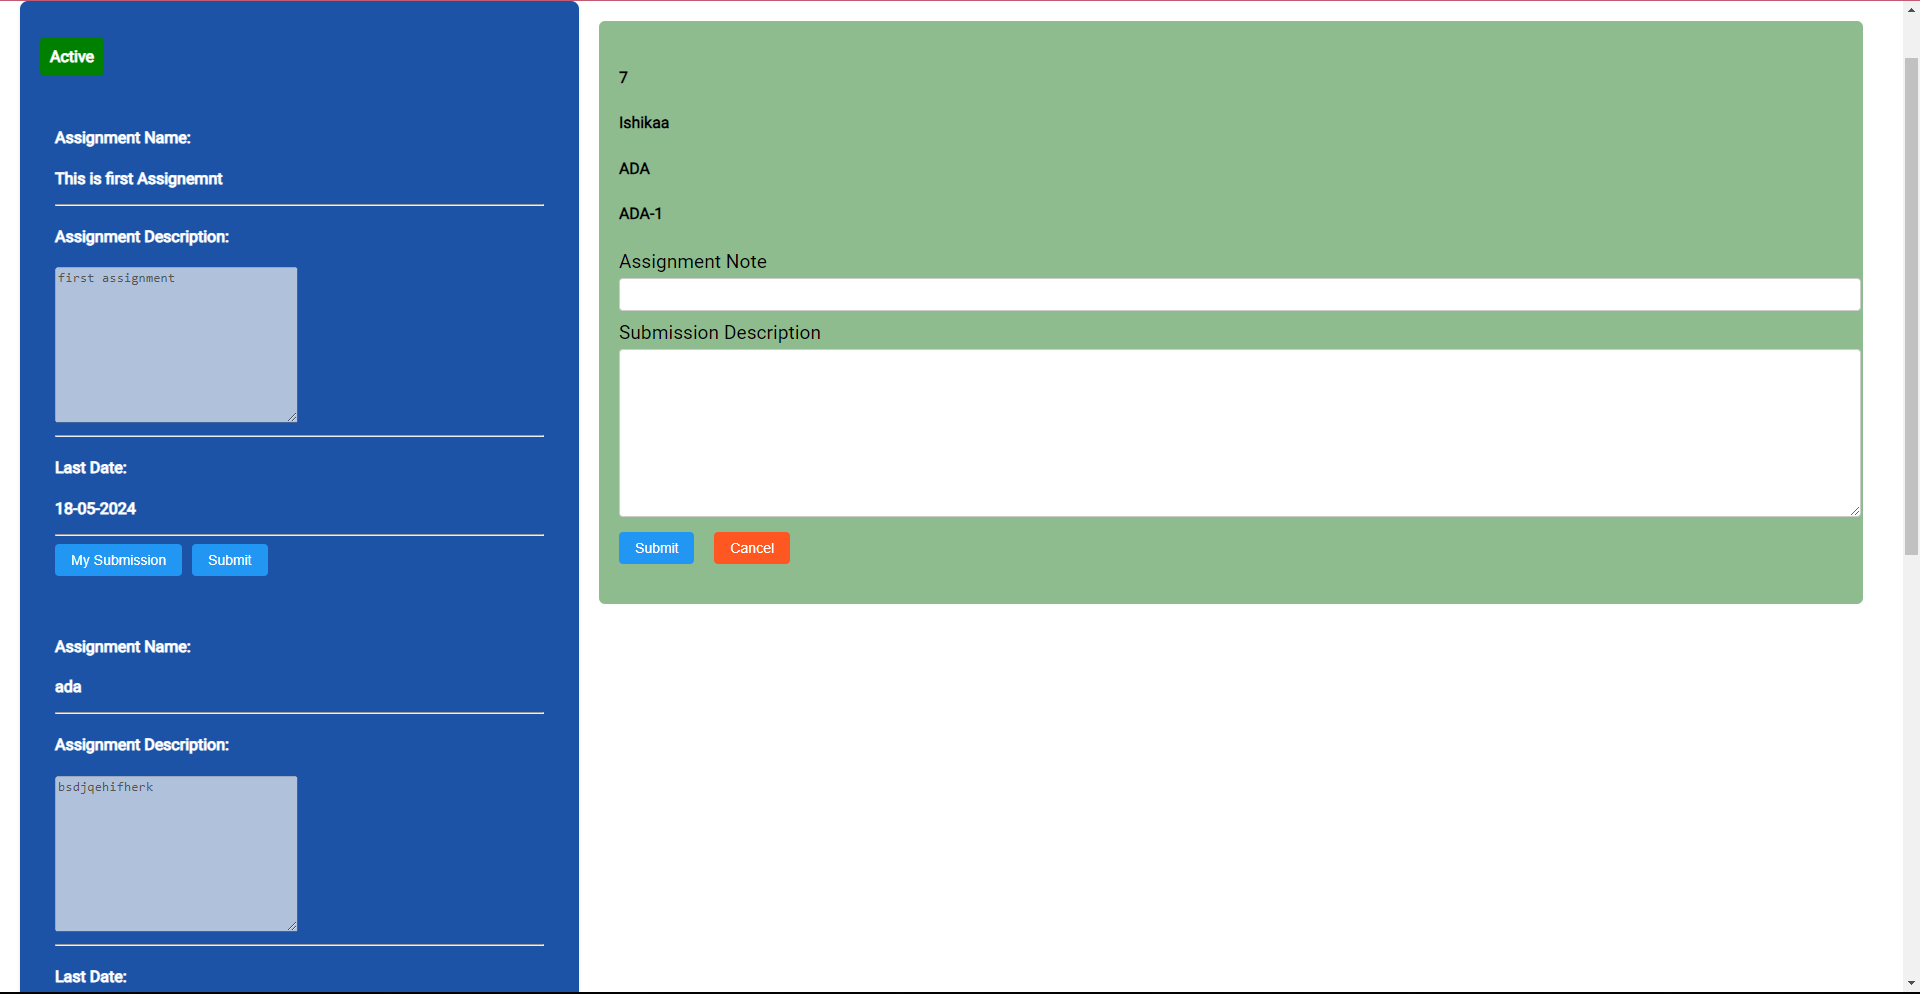 Active
Assignment Name:
This is first Assignemnt
Assignment Description:
first assignment
Last Date:
18-05-2024
My Submission Submit
Assignment Name:
ada
Assignment Description:
bsdjqehifherk
Last Date:
7
Ishikaa
ADA
ADA-1
Assignment Note
Submission Description
Submit Cancel